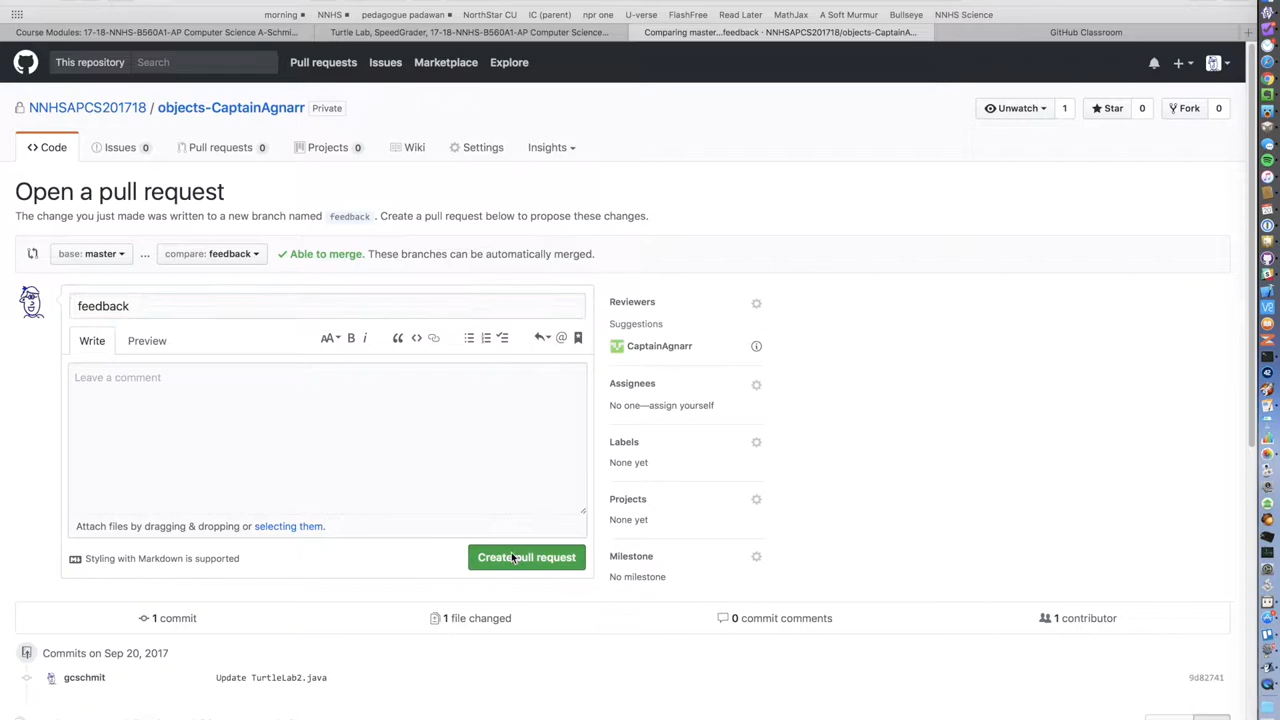 morning NNHS pedagogue padawan NorthStar CU IC (parent) npr one U-verse FlashFree Read Later MathJax A Soft Murmur Bullseye NNHS Science
Course Modules: 17-18-NNHS-B560A1-AP Computer Science A-Schmi... Turtle Lab, SpeedGrader, 17-18-NNHS-B560A1-AP Computer Science... Comparing master...feedback · NNHSAPCS201718/objects-CaptainA... GitHub Classroom
This repository Search Pull requests Issues Marketplace Explore
NNHSAPCS201718 / objects-CaptainAgnarr Private Unwatch 1 Star 0 Fork 0
Code Issues 0 Pull requests 0 Projects 0 Wiki Settings Insights
Open a pull request
The change you just made was written to a new branch named feedback . Create a pull request below to propose these changes.
base: master ... compare: feedback Able to merge. These branches can be automatically merged.
feedback
Write Preview AA B i
Leave a comment
Attach files by dragging & dropping or selecting them.
Styling with Markdown is supported Create pull request
Reviewers
Suggestions
CaptainAgnarr
Assignees
No one—assign yourself
Labels
None yet
Projects
None yet
Milestone
No milestone
1 commit 1 file changed 0 commit comments 1 contributor
Commits on Sep 20, 2017
gcschmit Update TurtleLab2.java 9d82741